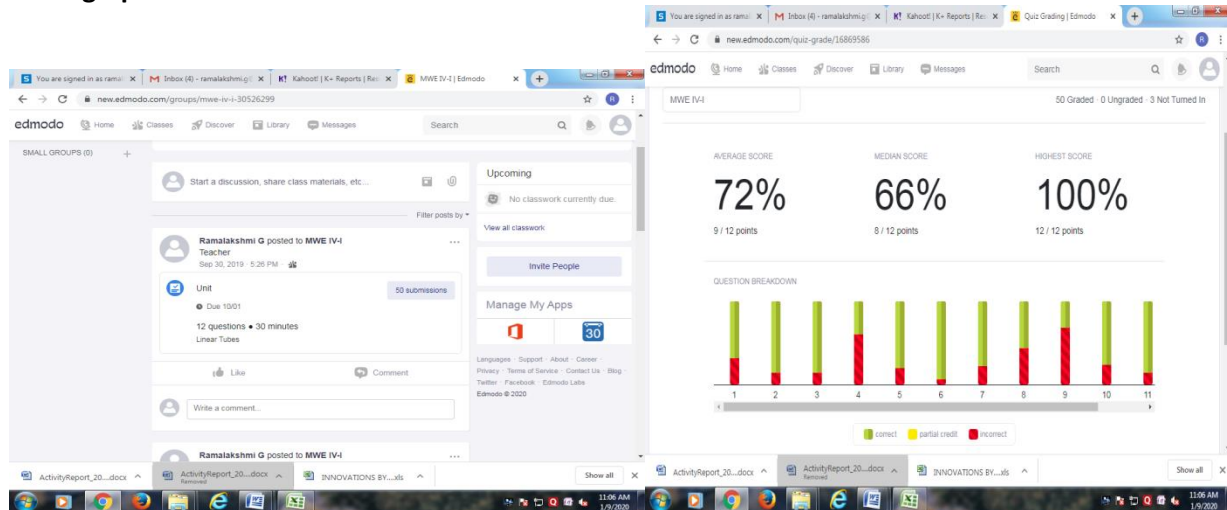 You are signed in as rama
Inbox (4) - ramalakshmi.g
Kahoot! | K+ Reports | Res
MWE IV-I | Edmodo
new.edmodo.com/groups/mwe-iv-i-30526299
edmodo Home Classes Discover Library Messages Search
SMALL GROUPS (0) +
Start a discussion, share class materials, etc...
Filter posts by
Ramalakshmi G posted to MWE IV-I
Teacher
Sep 30, 2019 · 5:26 PM ·
Unit
50 submissions
Due 10/01
12 questions • 30 minutes
Linear Tubes
Like Comment
Write a comment...
Ramalakshmi G posted to MWE IV-I
Upcoming
No classwork currently due.
View all classwork
Invite People
Manage My Apps
30
Languages · Support · About · Career ·
Privacy · Terms of Service · Contact Us · Blog ·
Twitter · Facebook · Edmodo Labs
Edmodo © 2020
ActivityReport_20....docx
ActivityReport_20....docx
Removed
INNOVATIONS BY....xls
Show all X
11:06 AM
1/9/2020
You are signed in as ramal
Inbox (4) - ramalakshmi.g
Kahoot! | K+ Reports | Res
Quiz Grading | Edmodo
new.edmodo.com/quiz-grade/16869586
R
edmodo Home Classes Discover Library Messages Search
MWE IV-I
50 Graded · 0 Ungraded · 3 Not Turned In
AVERAGE SCORE MEDIAN SCORE HIGHEST SCORE
72% 66% 100%
9 / 12 points 8 / 12 points 12 / 12 points
QUESTION BREAKDOWN
1 2 3 4 5 6 7 8 9 10 11
correct partial credit incorrect
ActivityReport_20....docx
ActivityReport_20....docx
Removed
INNOVATIONS BY....xls
Show all X
11:06 AM
1/9/2020